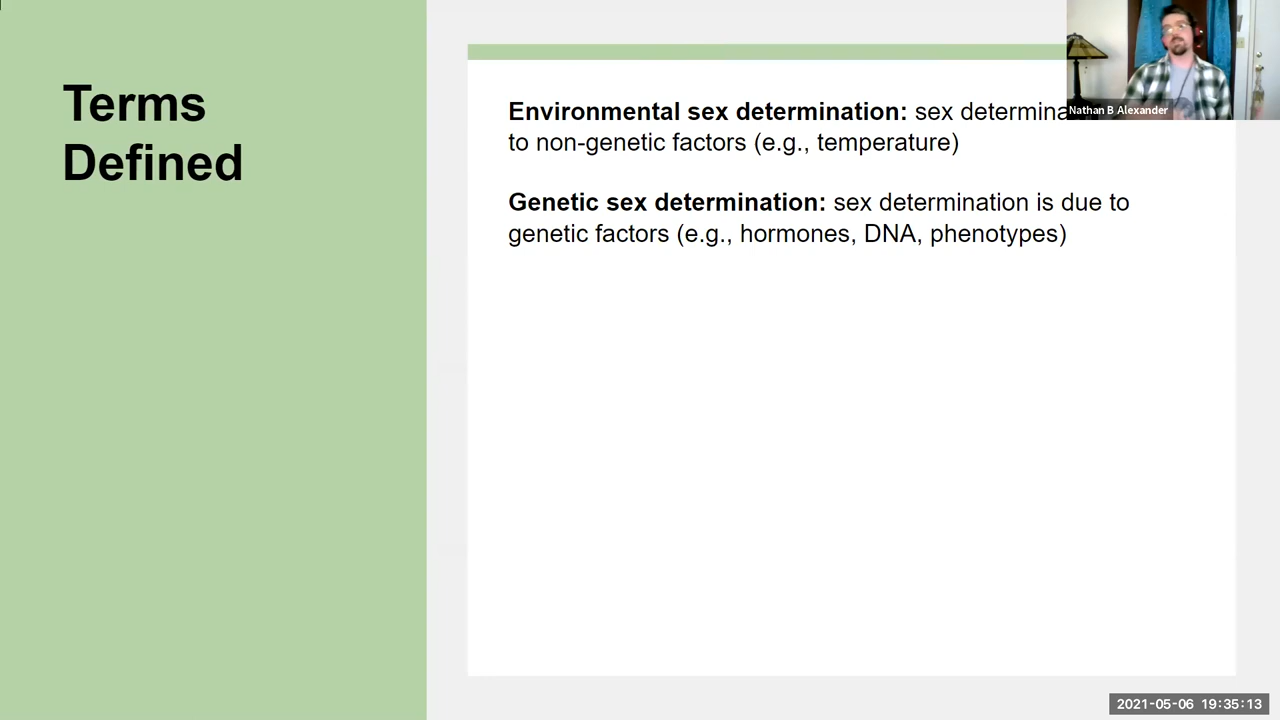 Terms
Defined
Environmental sex determination: sex
to non-genetic factors (e.g., temperature)
Genetic sex determination: sex determination is due to
genetic factors (e.g., hormones, DNA, phenotypes)
Nathan B Alexander
2021-05-06 19:35:13